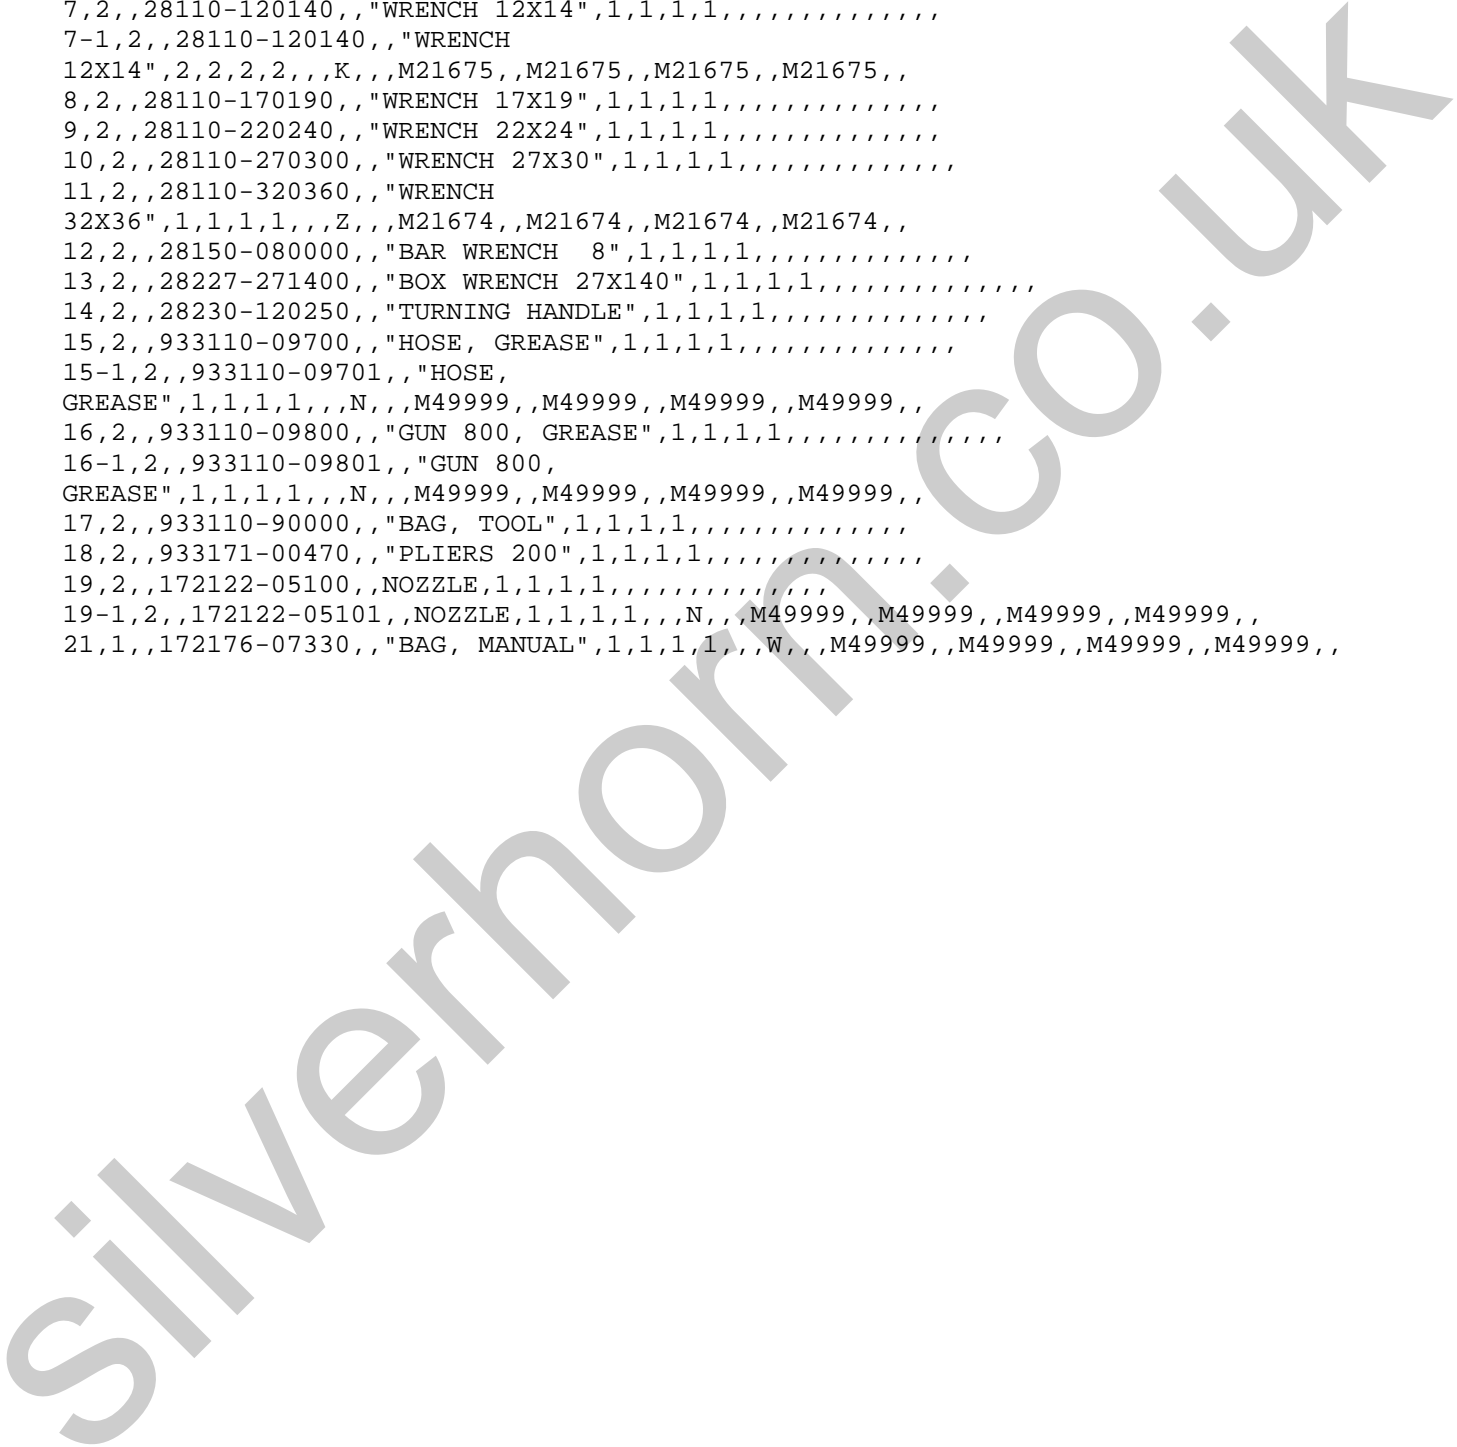 7,2,,28110-120140,,"WRENCH 12X14",1,1,1,1,,,,,,,,,,,,,,
7-1,2,,28110-120140,,"WRENCH
12X14",2,2,2,2,,,K,,,M21675,,M21675,,M21675,,M21675,,
8,2,,28110-170190,,"WRENCH 17X19",1,1,1,1,,,,,,,,,,,,,,
9,2,,28110-220240,,"WRENCH 22X24",1,1,1,1,,,,,,,,,,,,,,
10,2,,28110-270300,,"WRENCH 27X30",1,1,1,1,,,,,,,,,,,,,,
11,2,,28110-320360,,"WRENCH
32X36",1,1,1,1,,,Z,,,M21674,,M21674,,M21674,,M21674,,
12,2,,28150-080000,,"BAR WRENCH  8",1,1,1,1,,,,,,,,,,,,,,
13,2,,28227-271400,,"BOX WRENCH 27X140",1,1,1,1,,,,,,,,,,,,,,
14,2,,28230-120250,,"TURNING HANDLE",1,1,1,1,,,,,,,,,,,,,,
15,2,,933110-09700,,"HOSE, GREASE",1,1,1,1,,,,,,,,,,,,,,
15-1,2,,933110-09701,,"HOSE,
GREASE",1,1,1,1,,,N,,,M49999,,M49999,,M49999,,M49999,,
16,2,,933110-09800,,"GUN 800, GREASE",1,1,1,1,,,,,,,,,,,,,,
16-1,2,,933110-09801,,"GUN 800,
GREASE",1,1,1,1,,,N,,,M49999,,M49999,,M49999,,M49999,,
17,2,,933110-90000,,"BAG, TOOL",1,1,1,1,,,,,,,,,,,,,,
18,2,,933171-00470,,"PLIERS 200",1,1,1,1,,,,,,,,,,,,,,
19,2,,172122-05100,,NOZZLE,1,1,1,1,,,,,,,,,,,,,,
19-1,2,,172122-05101,,NOZZLE,1,1,1,1,,,N,,,M49999,,M49999,,M49999,,M49999,,
21,1,,172176-07330,,"BAG, MANUAL",1,1,1,1,,,W,,,M49999,,M49999,,M49999,,M49999,,
silverhorn.co.uk